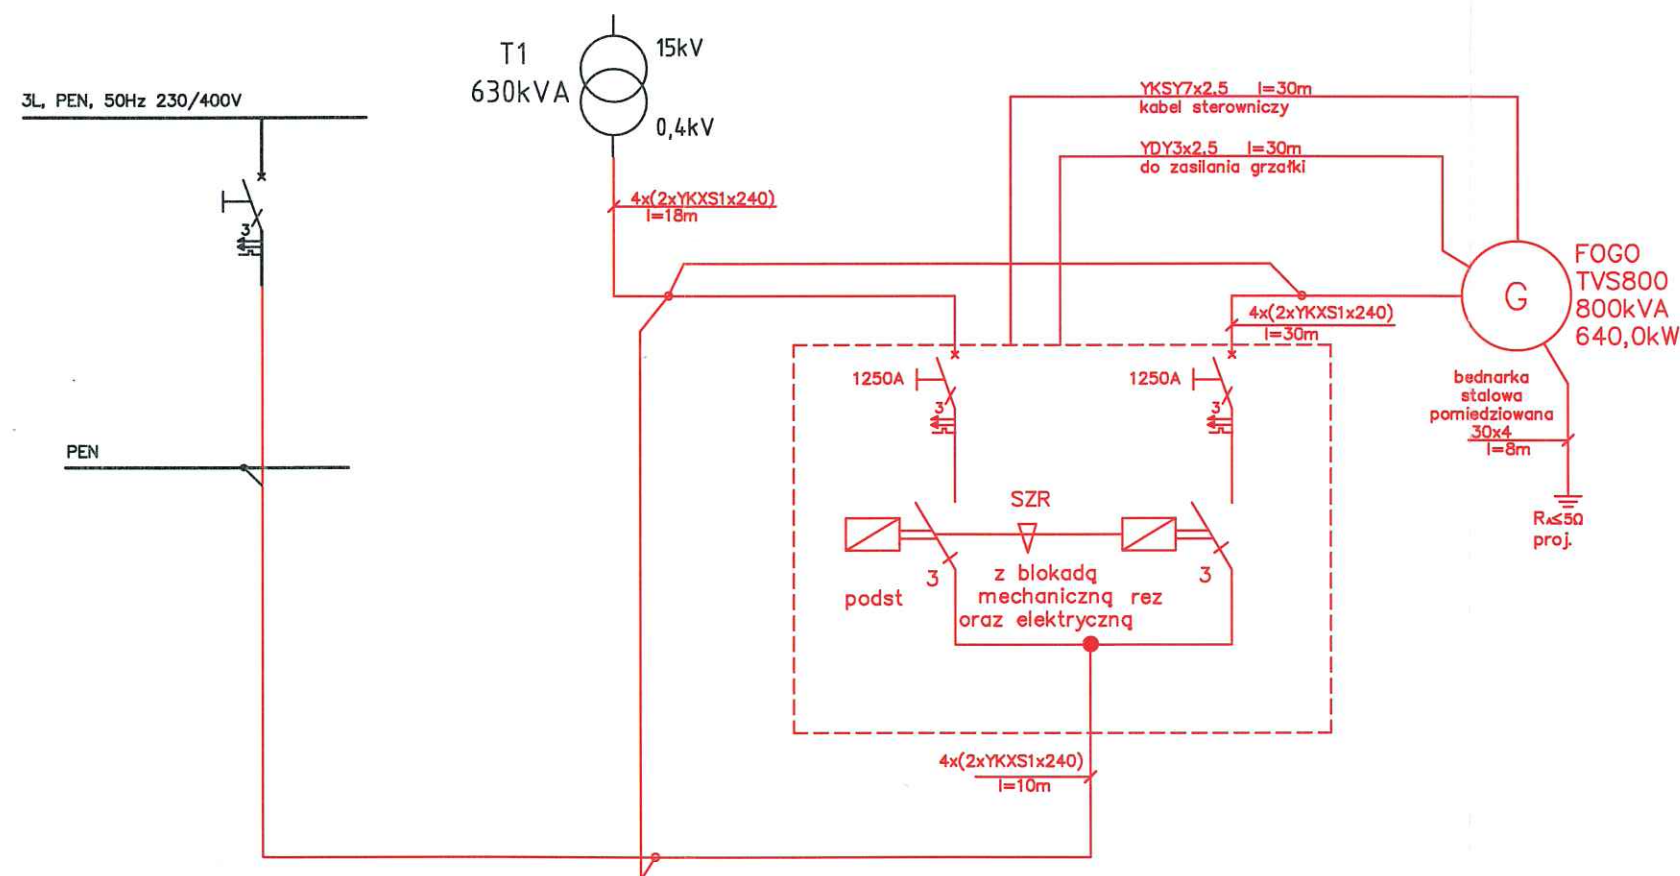 T1
630kVA
15kV
0,4kV
3L, PEN, 50Hz 230/400V
3
PEN
4x(2xYKXS1x240)
l=18m
YKSY7x2.5 l=30m
kabel sterowniczy
YDY3x2.5 l=30m
do zasilania grzałki
G
FOGO
TVS800
800kVA
640,0kW
4x(2xYKXS1x240)
l=30m
1250A
3
1250A
3
bednarka
stalowa
pomiedziowana
30x4
l=8m
RA≤5Ω
proj.
SZR
z blokadą
mechaniczną
oraz elektryczną
podst
3
rez
3
4x(2xYKXS1x240)
l=10m